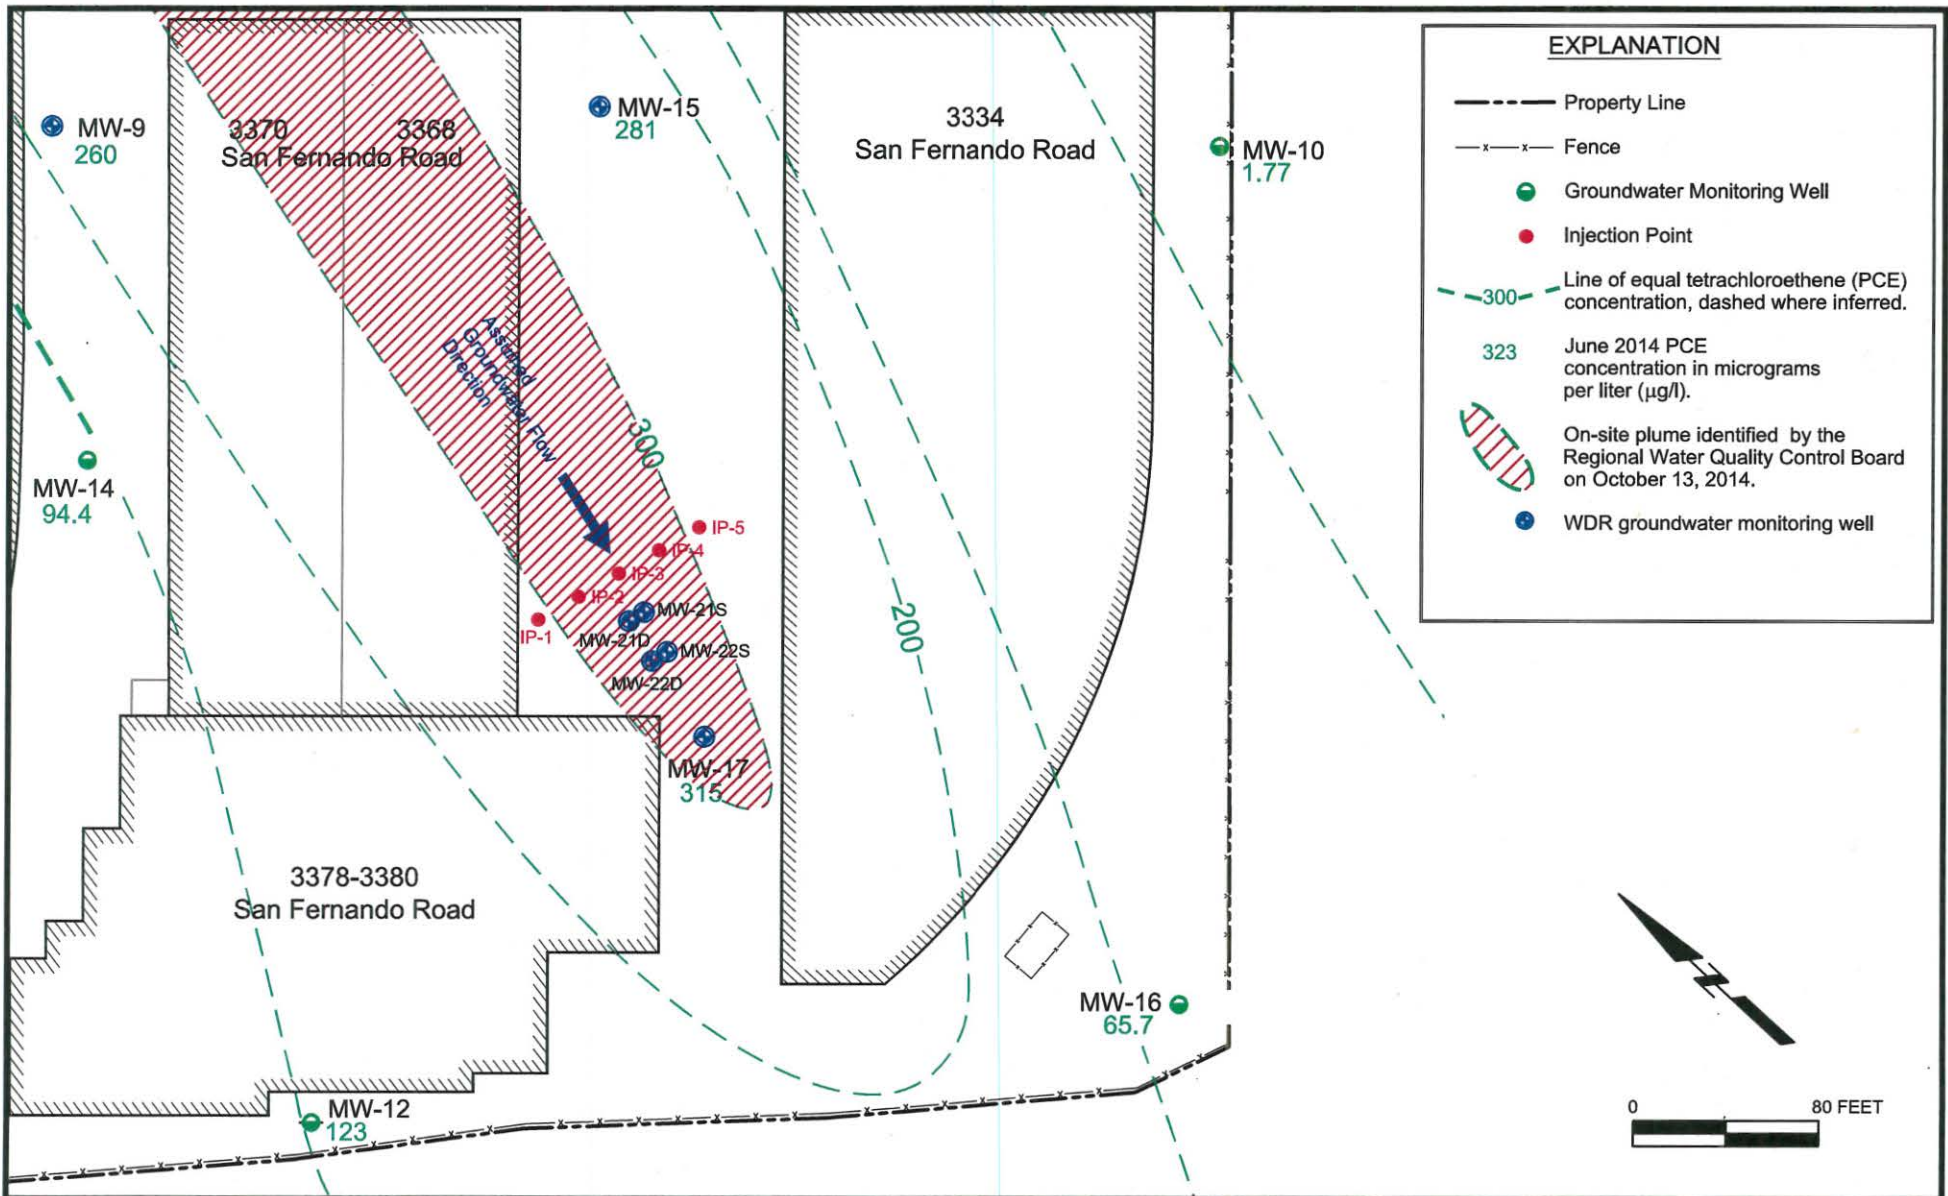 MW-9
260
3370
3368
San Fernando Road
MW-15
281
3334
San Fernando Road
MW-10
1.77
EXPLANATION
Property Line
Fence
Groundwater Monitoring Well
Injection Point
300
Line of equal tetrachloroethene (PCE)
concentration, dashed where inferred.
323
June 2014 PCE
concentration in micrograms
per liter (µg/l).
On-site plume identified by the
Regional Water Quality Control Board
on October 13, 2014.
WDR groundwater monitoring well
MW-14
94.4
Assumed
Groundwater Flow
Direction
300
IP-5
IP-4
IP-3
IP-2
IP-1
MW-21S
MW-21D
MW-22S
MW-22D
200
MW-17
315
3378-3380
San Fernando Road
MW-16
65.7
MW-12
123
0
80 FEET